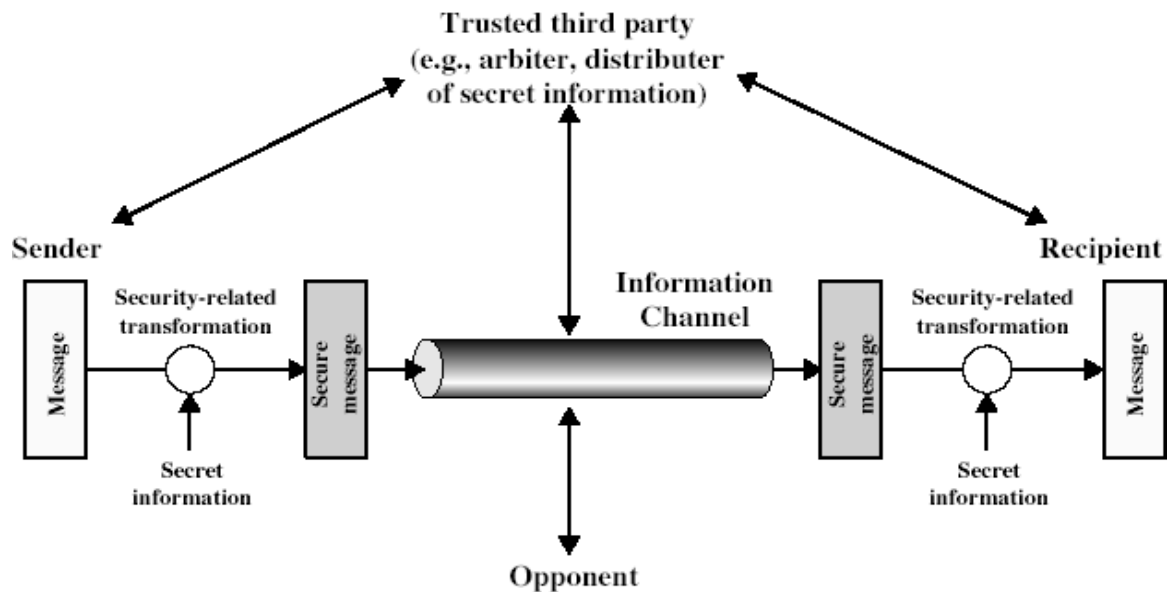 Trusted third party
(e.g., arbiter, distributer
of secret information)
Sender
Recipient
Message
Security-related
transformation
Secret
information
Secure
message
Information
Channel
Secure
message
Security-related
transformation
Secret
information
Message
Opponent